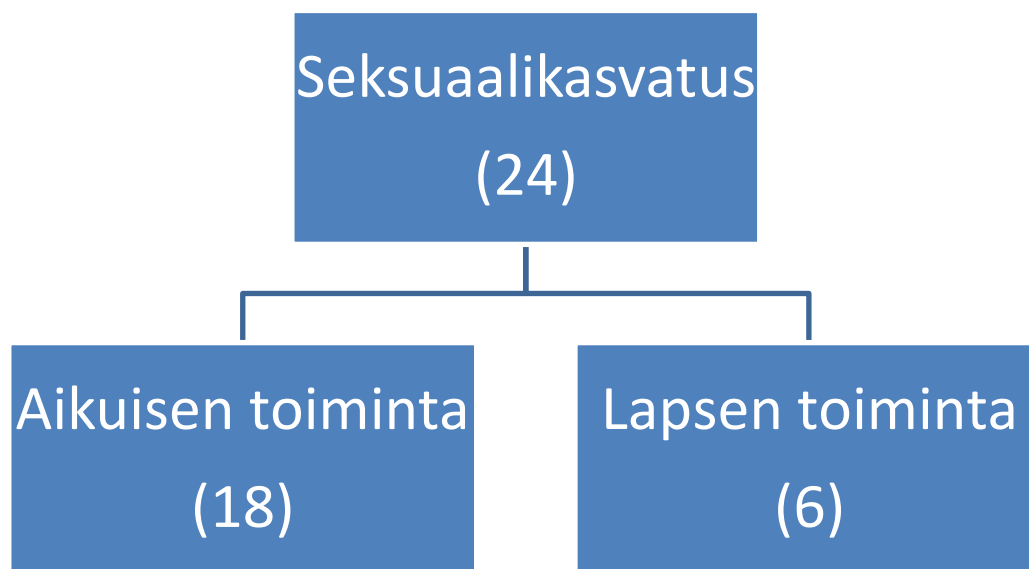 Seksuaalikasvatus
(24)
Aikuisen toiminta
(18)
Lapsen toiminta
(6)